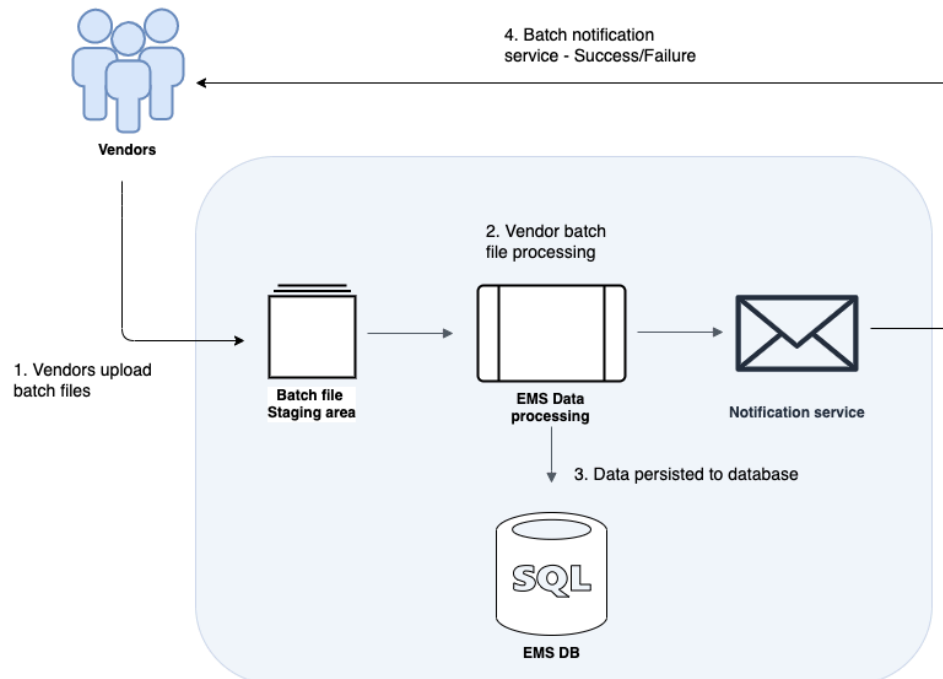 4. Batch notification
service - Success/Failure
Vendors
2. Vendor batch
file processing
1. Vendors upload
batch files
Batch file
Staging area
EMS Data
processing
Notification service
3. Data persisted to database
SQL
EMS DB